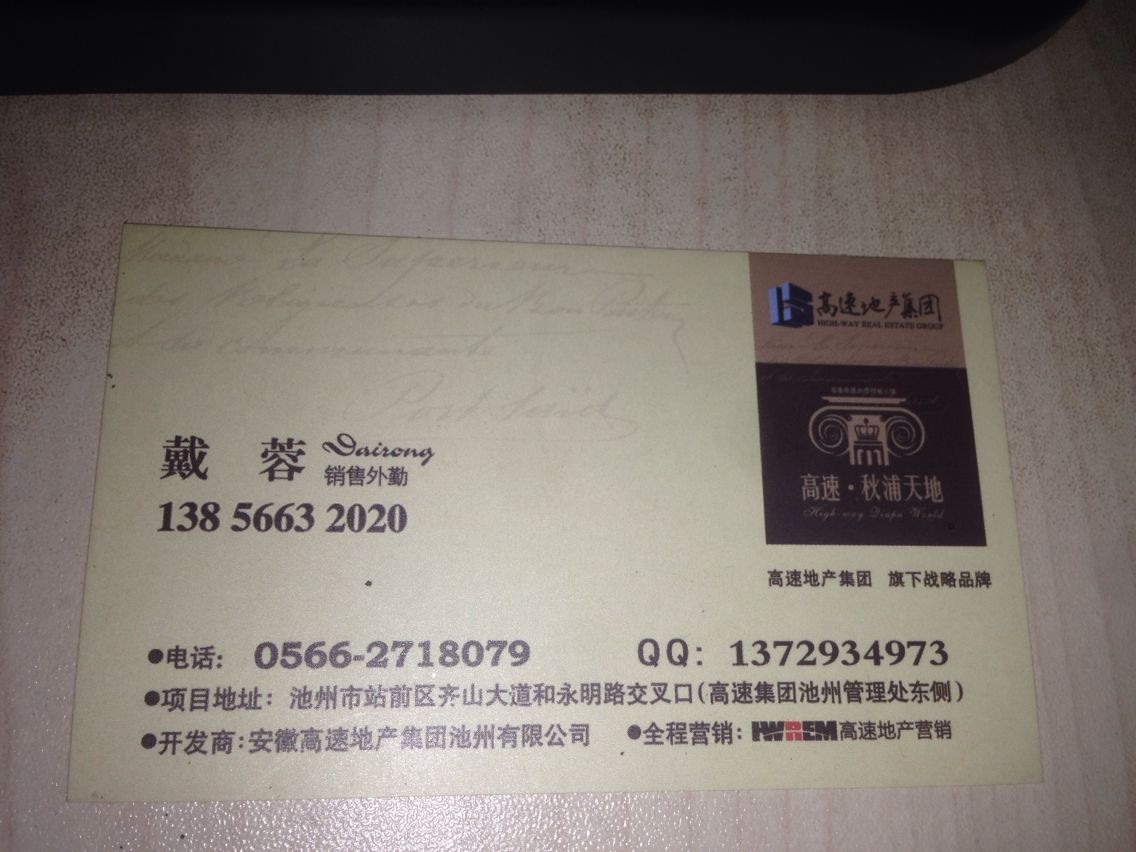 高速地产集团
HIGH-WAY REAL ESTATE GROUP
高速·秋浦天地
High-way Qiupu World
高速地产集团 旗下战略品牌
戴 蓉 Dairong
销售外勤
138 5663 2020
●电话: 0566-2718079 QQ: 1372934973
●项目地址: 池州市站前区齐山大道和永明路交叉口(高速集团池州管理处东侧)
●开发商:安徽高速地产集团池州有限公司 ●全程营销: HWREM高速地产营销